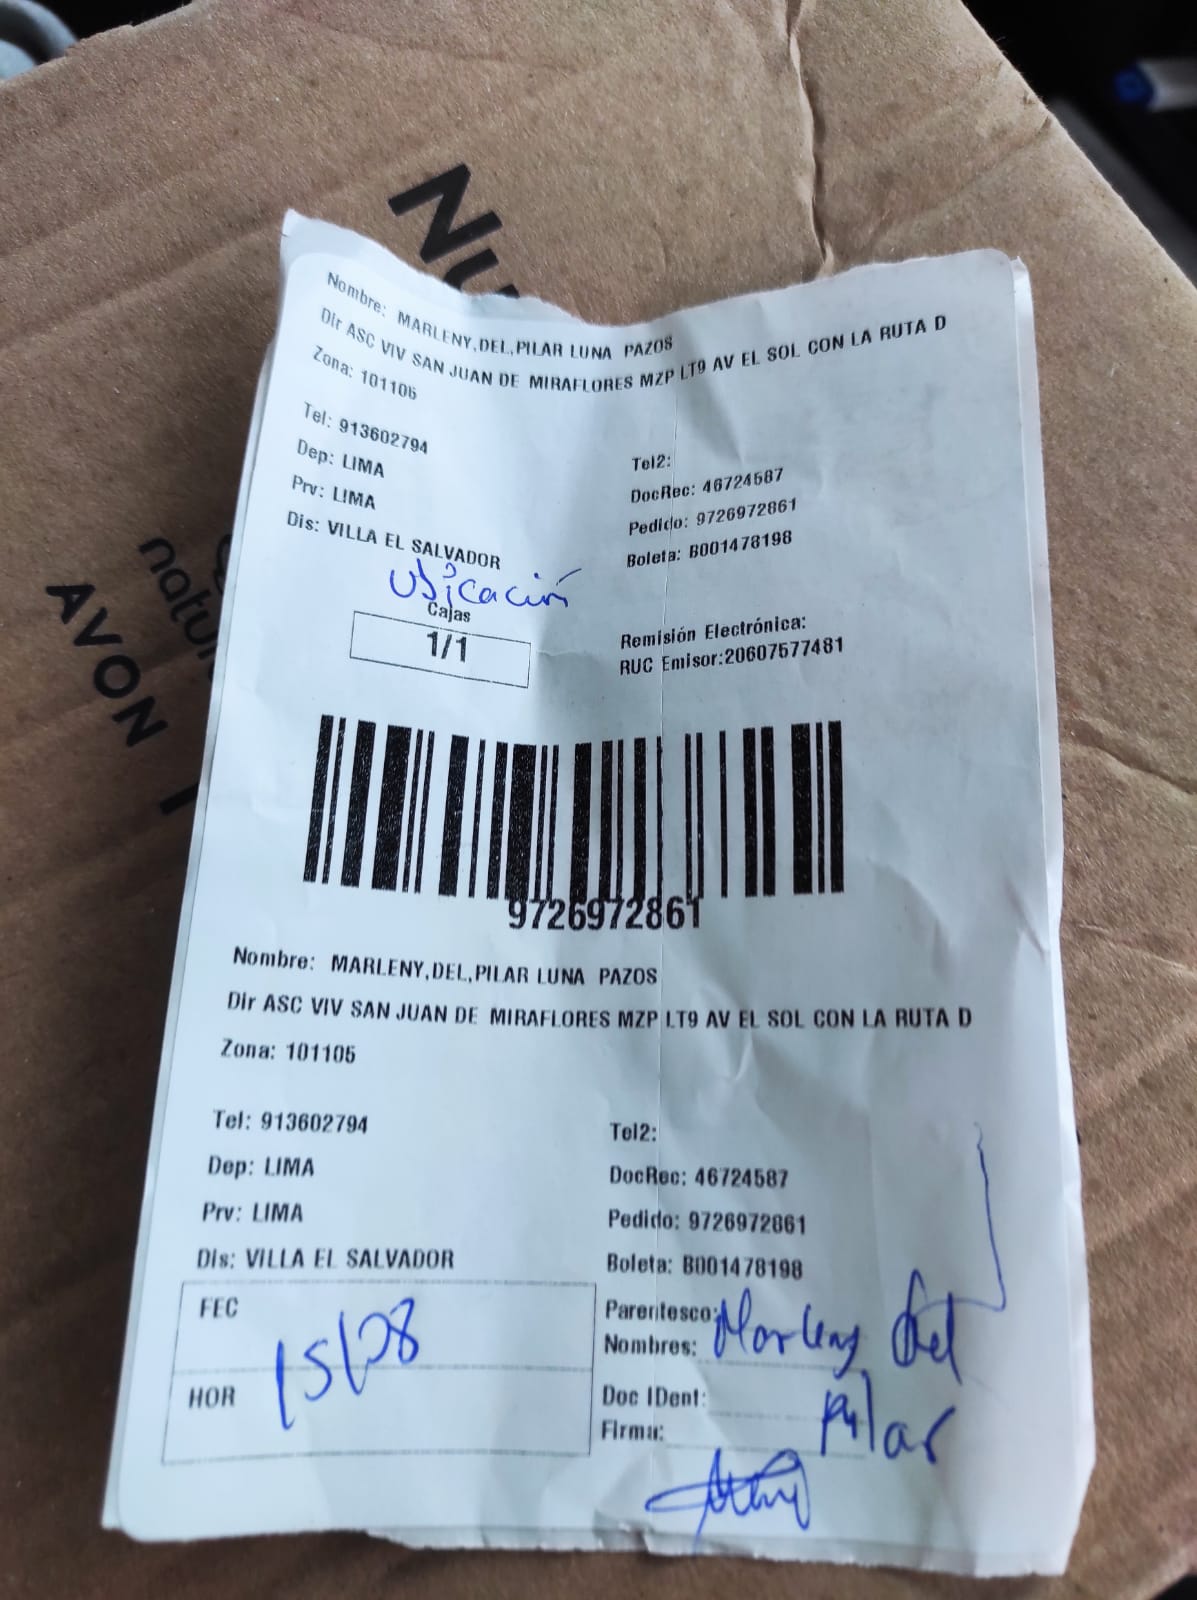 Nombre: MARLENY,DEL,PILAR LUNA PAZOS
Dir ASC VIV SAN JUAN DE MIRAFLORES MZP LT9 AV EL SOL CON LA RUTA D
Zona: 101105
Tel: 913602794
Tel2:
Dep: LIMA
DocRec: 46724587
Prv: LIMA
Pedido: 9726972861
Dis: VILLA EL SALVADOR
Boleta: B001478198
Ubicación
Cajas
1/1
Remisión Electrónica:
RUC Emisor:20607577481
9726972861
Nombre: MARLENY,DEL,PILAR LUNA PAZOS
Dir ASC VIV SAN JUAN DE MIRAFLORES MZP LT9 AV EL SOL CON LA RUTA D
Zona: 101105
Tel: 913602794
Tel2:
Dep: LIMA
DocRec: 46724587
Prv: LIMA
Pedido: 9726972861
Dis: VILLA EL SALVADOR
Boleta: B001478198
FEC
15/08
HOR
Parentesco:
Nombres: Marleny del
Pilar
Doc IDent:
Firma:
AVON